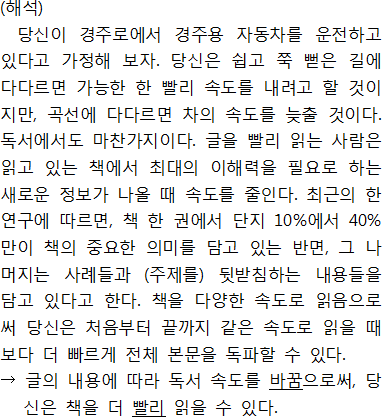 (해석)
당신이 경주로에서 경주용 자동차를 운전하고
있다고 가정해 보자. 당신은 쉽고 쭉 뻗은 길에
다다르면 가능한 한 빨리 속도를 내려고 할 것이
지만, 곡선에 다다르면 차의 속도를 늦출 것이다.
독서에서도 마찬가지이다. 글을 빨리 읽는 사람은
읽고 있는 책에서 최대의 이해력을 필요로 하는
새로운 정보가 나올 때 속도를 줄인다. 최근의 한
연구에 따르면, 책 한 권에서 단지 10%에서 40%
만이 책의 중요한 의미를 담고 있는 반면, 그 나
머지는 사례들과 (주제를) 뒷받침하는 내용들을
담고 있다고 한다. 책을 다양한 속도로 읽음으로
써 당신은 처음부터 끝까지 같은 속도로 읽을 때
보다 더 빠르게 전체 본문을 독파할 수 있다.
→ 글의 내용에 따라 독서 속도를 바꿈으로써, 당
신은 책을 더 빨리 읽을 수 있다.